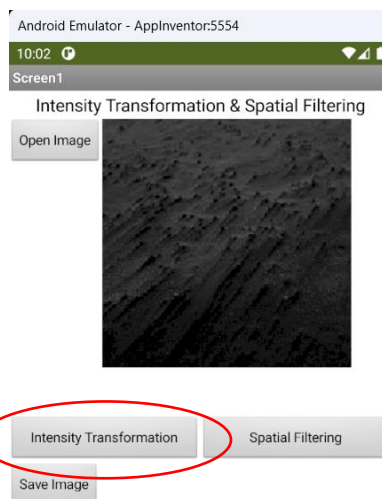 Android Emulator - AppInventor:5554
10:02
Screen1
Intensity Transformation & Spatial Filtering
Open Image
Intensity Transformation Spatial Filtering
Save Image